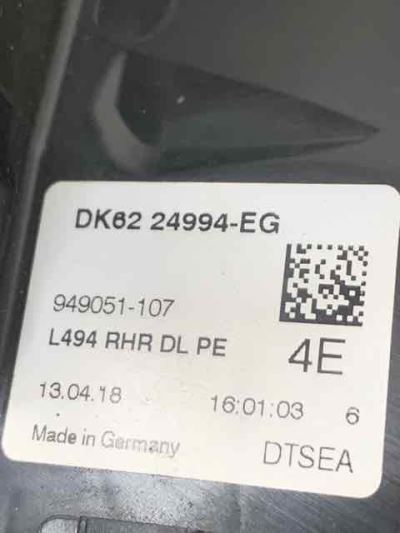 DK62 24994-EG
949051-107
L494 RHR DL PE
4E
13.04.18 16:01:03 6
Made in Germany
DTSEA